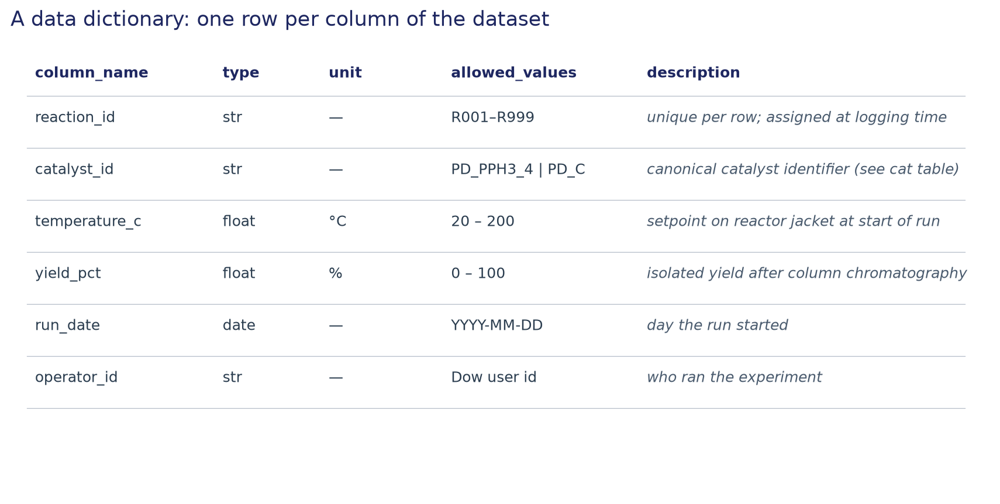 A data dictionary: one row per column of the dataset
column_name type unit allowed_values description
reaction_id str — R001–R999 unique per row; assigned at logging time
catalyst_id str — PD_PPH3_4 | PD_C canonical catalyst identifier (see cat table)
temperature_c float °C 20 – 200 setpoint on reactor jacket at start of run
yield_pct float % 0 – 100 isolated yield after column chromatography
run_date date — YYYY-MM-DD day the run started
operator_id str — Dow user id who ran the experiment